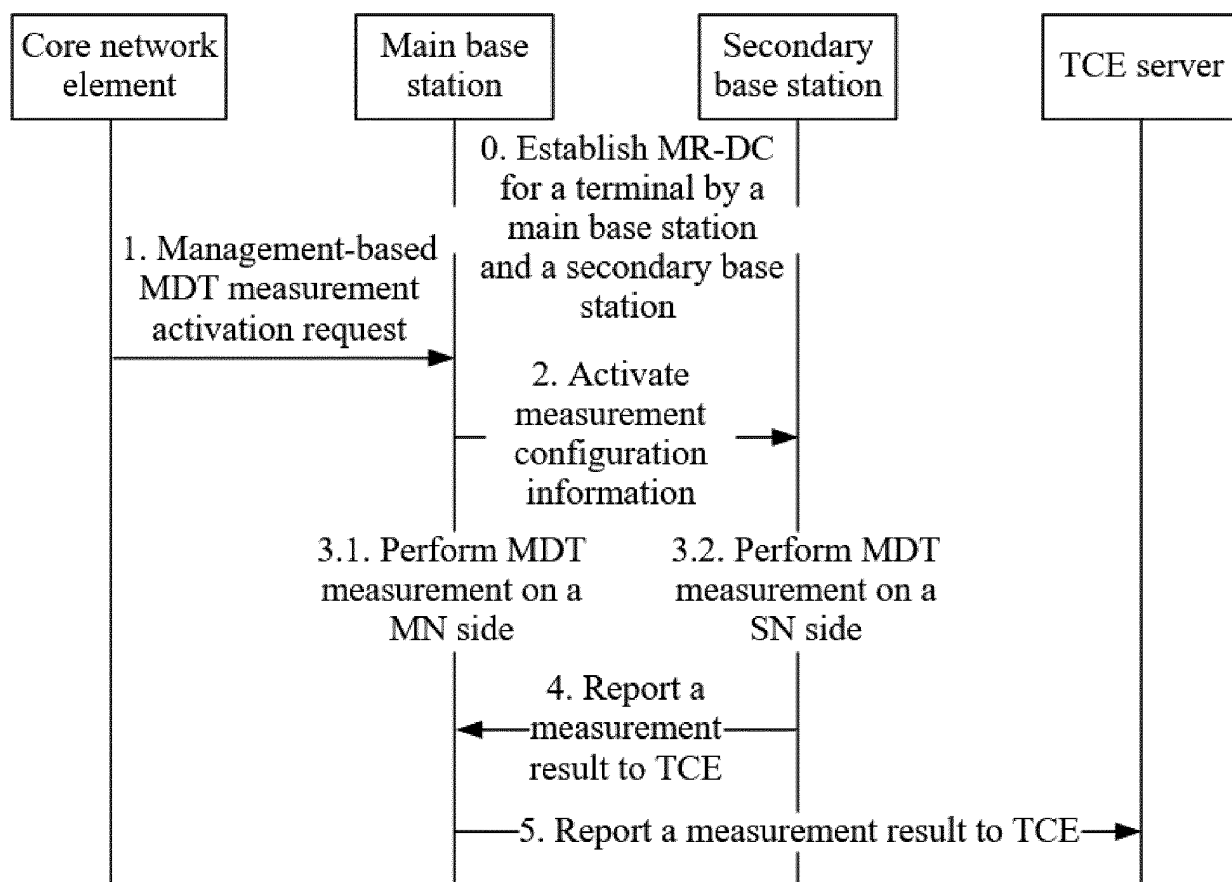 Core network
element
Main base
station
Secondary
base station
TCE server
0. Establish MR-DC
for a terminal by a
main base station
and a secondary base
station
1. Management-based
MDT measurement
activation request
2. Activate
measurement
configuration
information
3.1. Perform MDT
measurement on a
MN side
3.2. Perform MDT
measurement on a
SN side
4. Report a
measurement
result to TCE
5. Report a measurement result to TCE